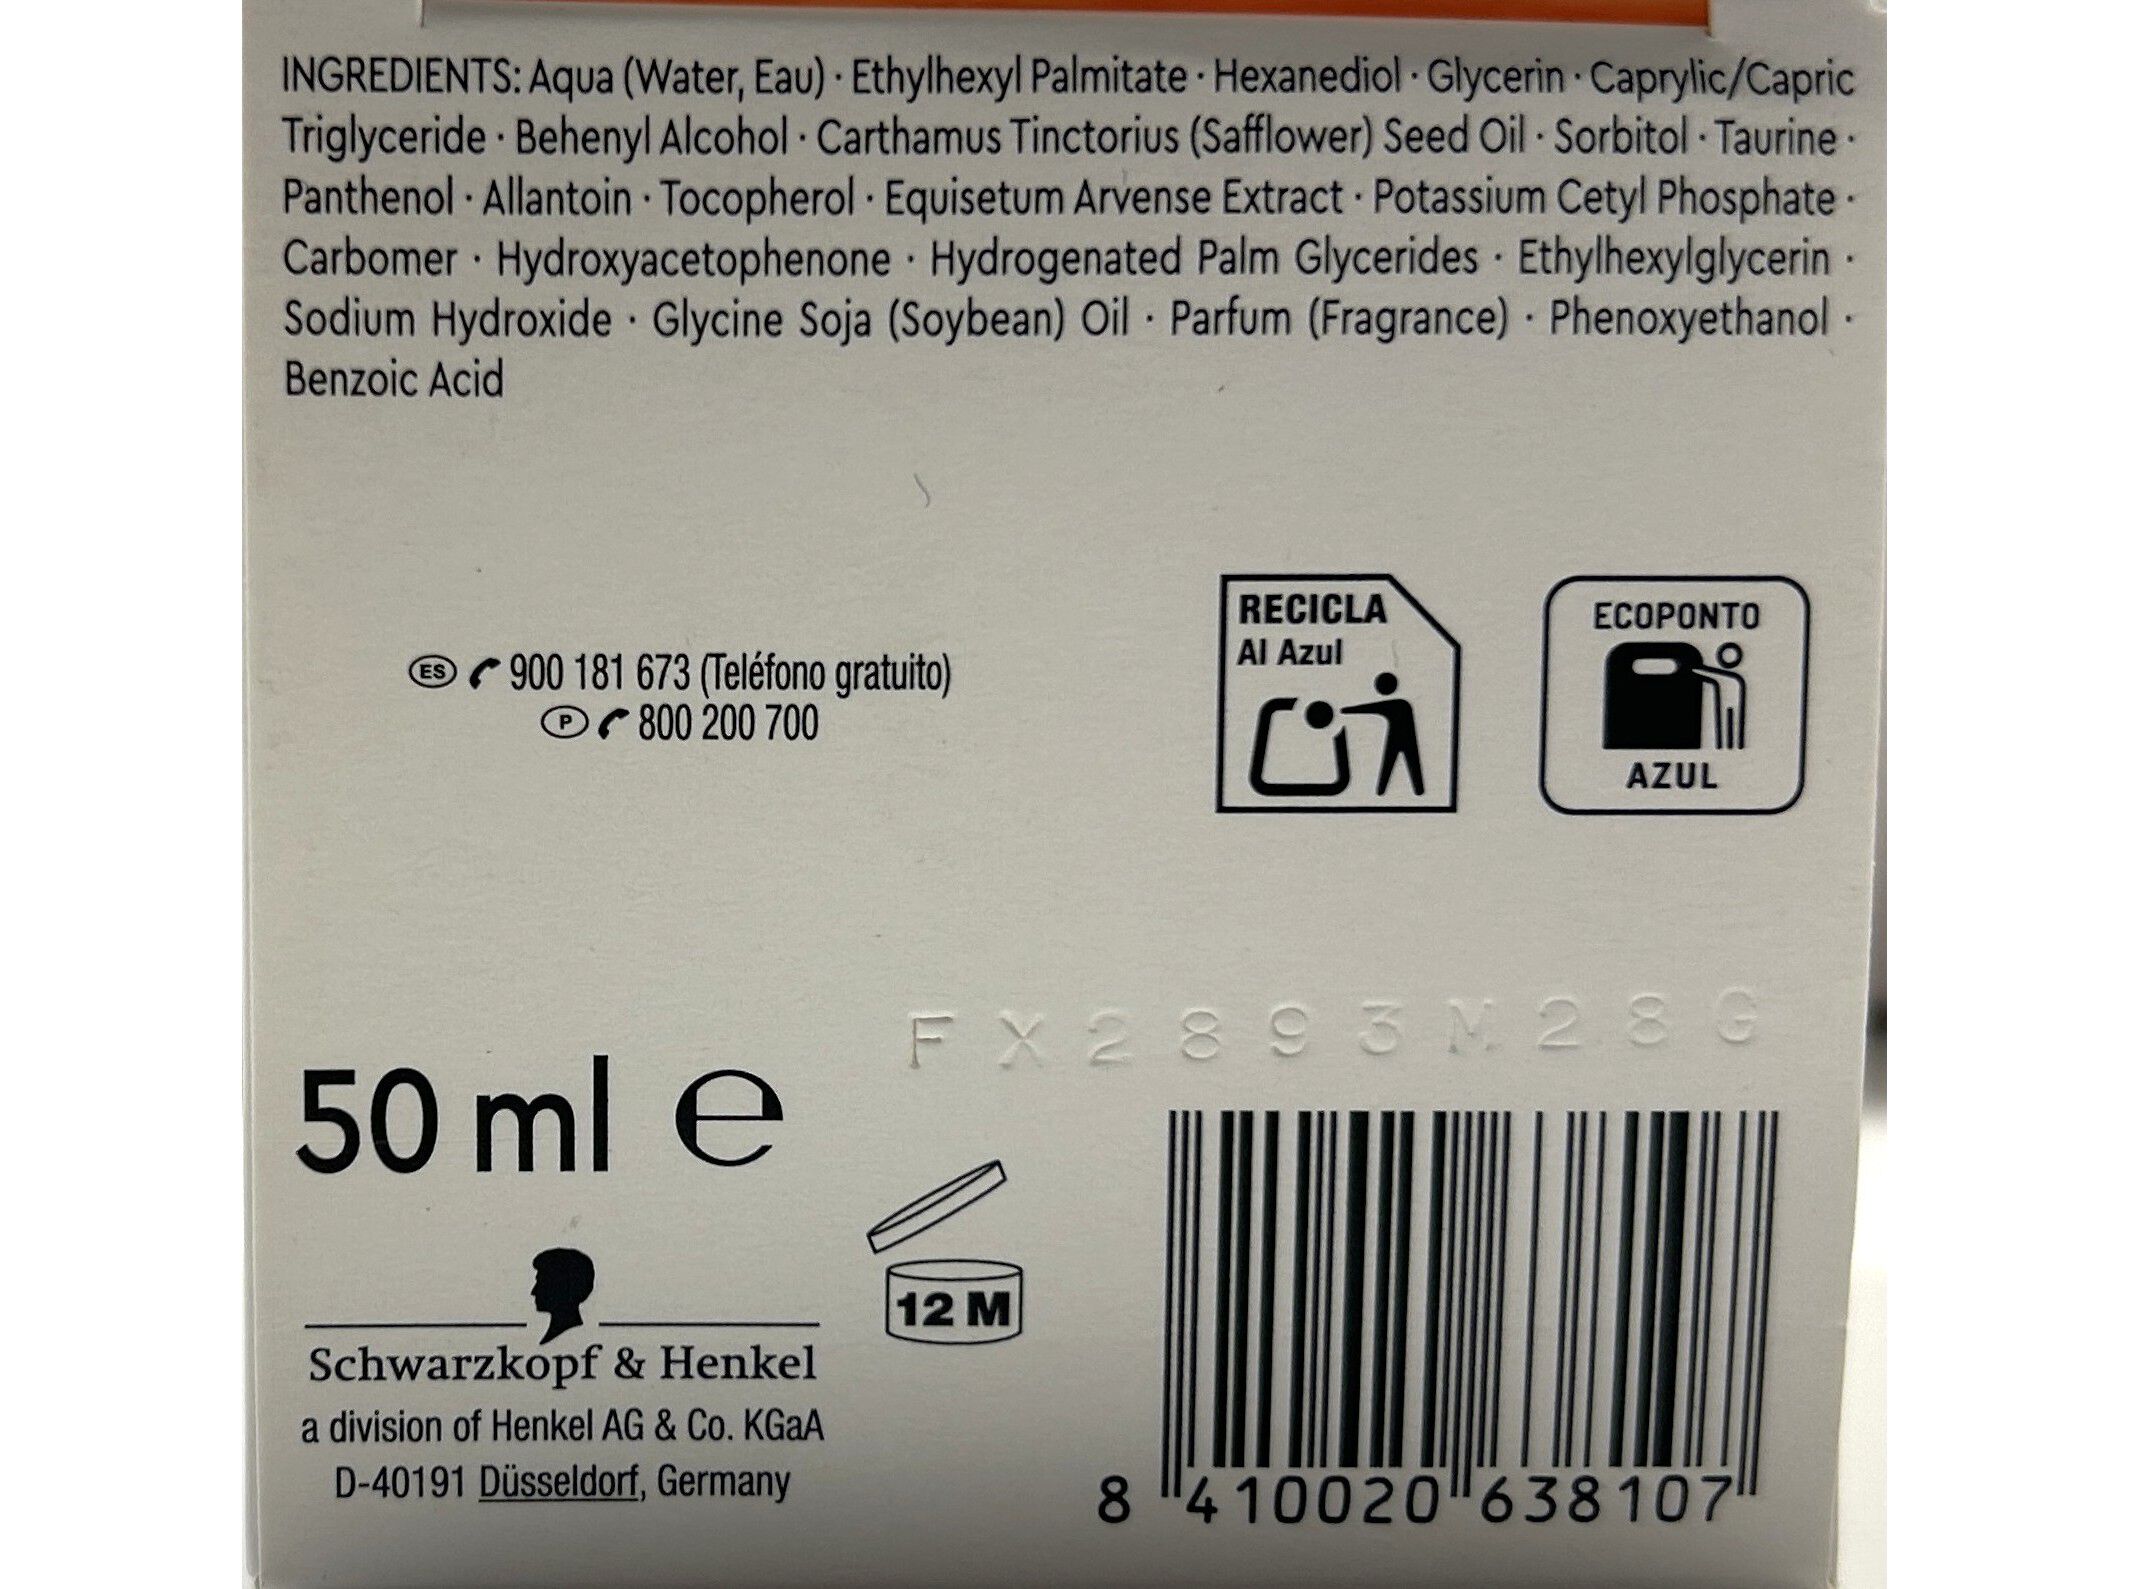 INGREDIENTS: Aqua (Water, Eau) · Ethylhexyl Palmitate · Hexanediol · Glycerin · Caprylic/Capric
Triglyceride · Behenyl Alcohol · Carthamus Tinctorius (Safflower) Seed Oil · Sorbitol · Taurine ·
Panthenol · Allantoin · Tocopherol · Equisetum Arvense Extract · Potassium Cetyl Phosphate ·
Carbomer · Hydroxyacetophenone · Hydrogenated Palm Glycerides · Ethylhexylglycerin ·
Sodium Hydroxide · Glycine Soja (Soybean) Oil · Parfum (Fragrance) · Phenoxyethanol ·
Benzoic Acid
ES 900 181 673 (Teléfono gratuito)
P 800 200 700
RECICLA
Al Azul
ECOPONTO
AZUL
FX2893M28G
50 ml e
12 M
Schwarzkopf & Henkel
a division of Henkel AG & Co. KGaA
D-40191 Düsseldorf, Germany
8 410020 638107